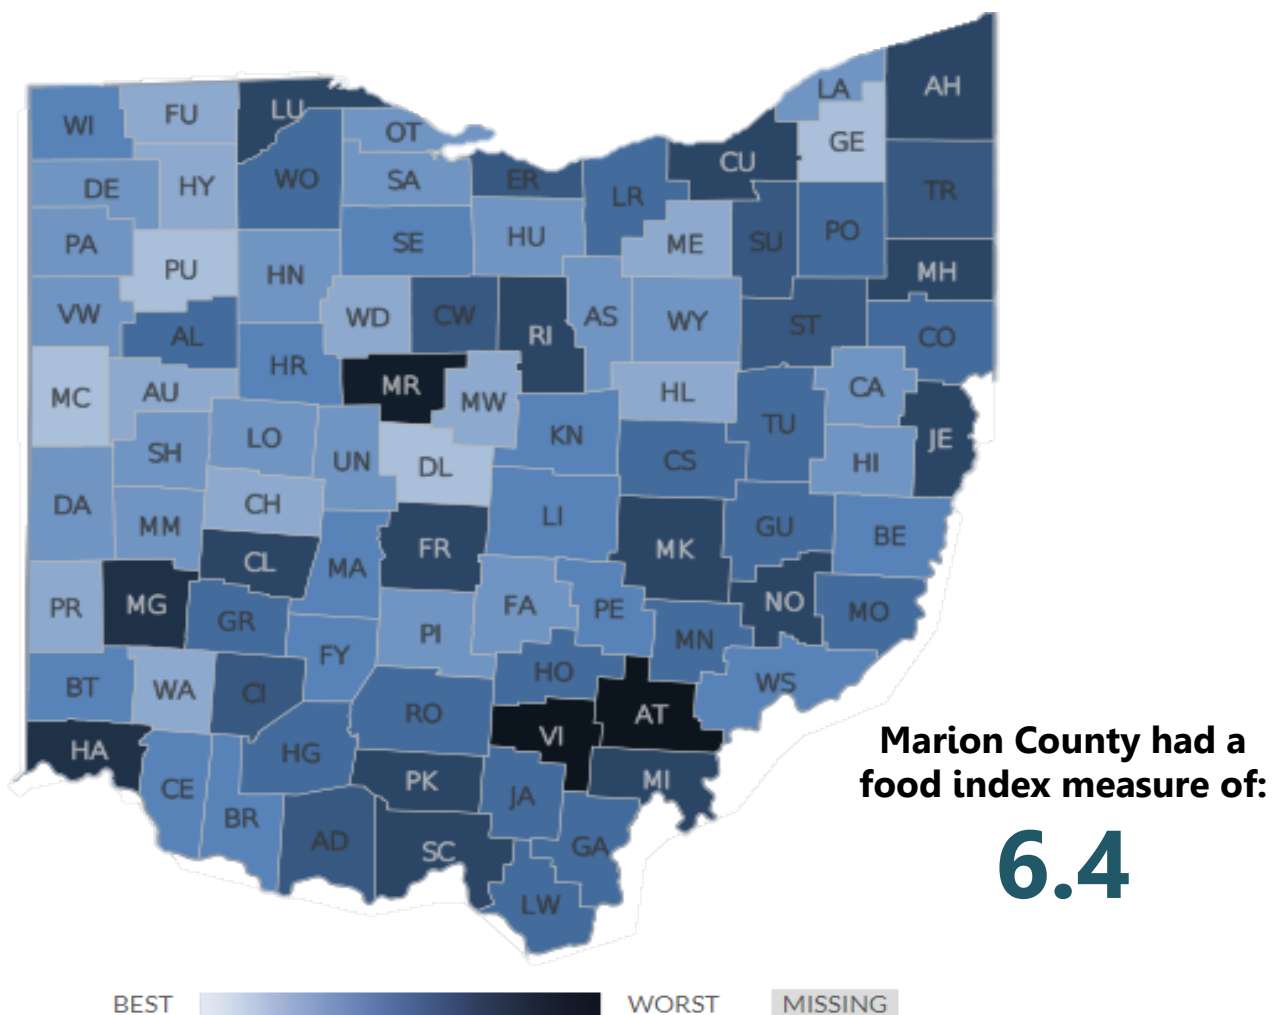 AH
LA
LU
FU
WI
OT
GE
CU
WO
ER
SA
HY
DE
TR
LR
PO
HU
SE
SU
ME
PA
PU
MH
HN
VW
WD
CW
AS
WY
ST
RI
AL
CO
HR
MR
CA
AU
HL
MC
MW
TU
KN
LO
JE
SH
CS
UN
DL
HI
CH
DA
LI
MM
GU
BE
FR
MK
CL
MA
MG
PR
FA
PE
NO
MO
GR
PI
MN
FY
HO
WS
BT
WA
CI
RO
AT
VI
HA
HG
PK
MI
CE
JA
BR
AD
GA
SC
LW
Marion County had a
food index measure of:
6.4
BEST WORST MISSING